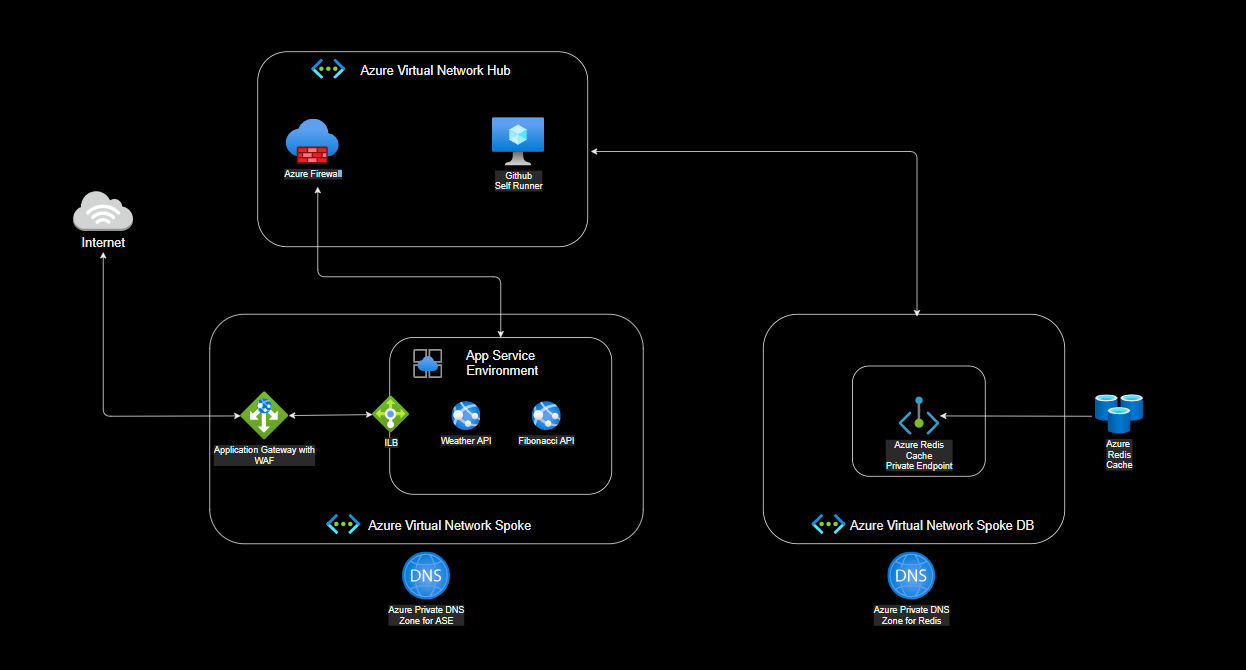 Azure Virtual Network Hub
Azure Firewall
Github
Self Runner
Internet
App Service
Environment
Application Gateway with
WAF
ILB
Weather API
Fibonacci API
Azure Virtual Network Spoke
DNS
Azure Private DNS
Zone for ASE
Azure Redis
Cache
Private Endpoint
Azure
Redis
Cache
Azure Virtual Network Spoke DB
DNS
Azure Private DNS
Zone for Redis